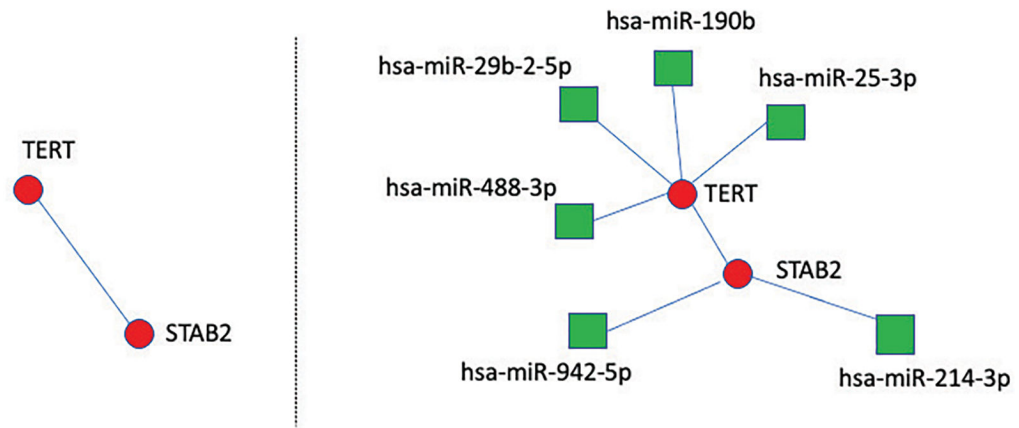 TERT
STAB2
hsa-miR-190b
hsa-miR-29b-2-5p
hsa-miR-25-3p
hsa-miR-488-3p
TERT
STAB2
hsa-miR-942-5p
hsa-miR-214-3p